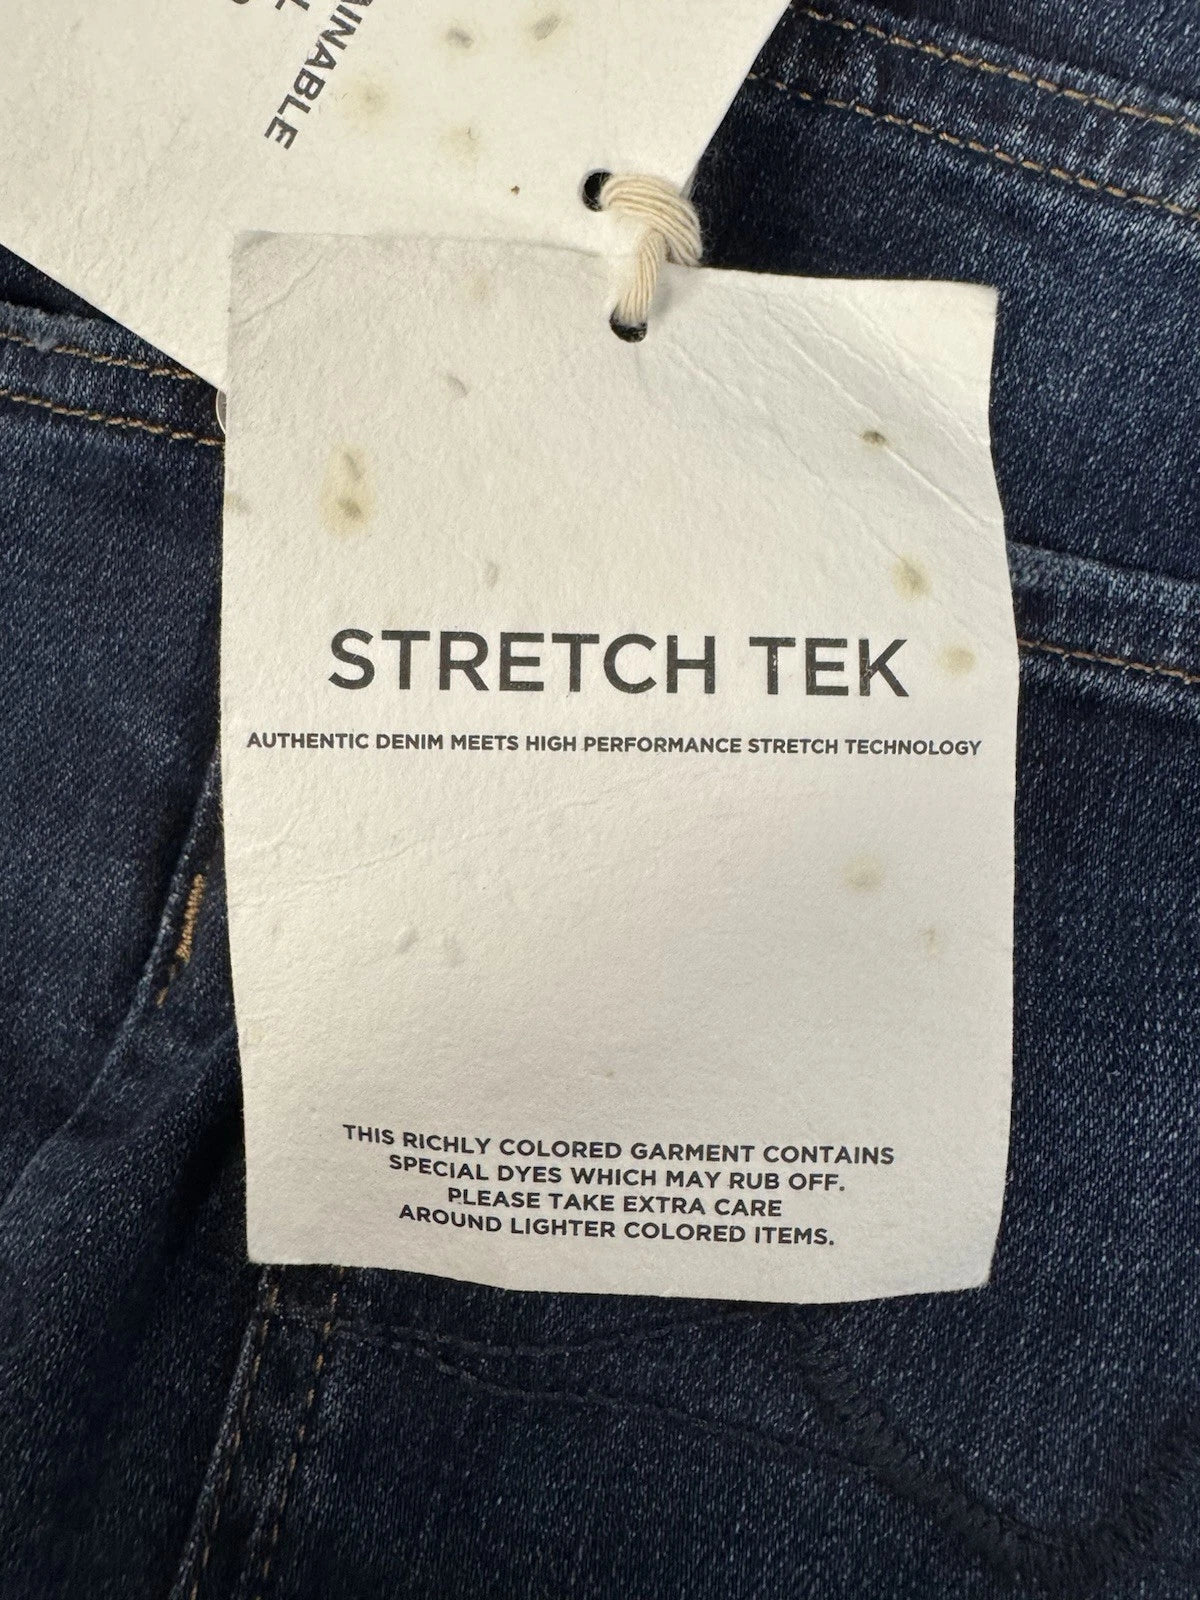 AINABLE
STRETCH TEK
AUTHENTIC DENIM MEETS HIGH PERFORMANCE STRETCH TECHNOLOGY
THIS RICHLY COLORED GARMENT CONTAINS
SPECIAL DYES WHICH MAY RUB OFF.
PLEASE TAKE EXTRA CARE
AROUND LIGHTER COLORED ITEMS.